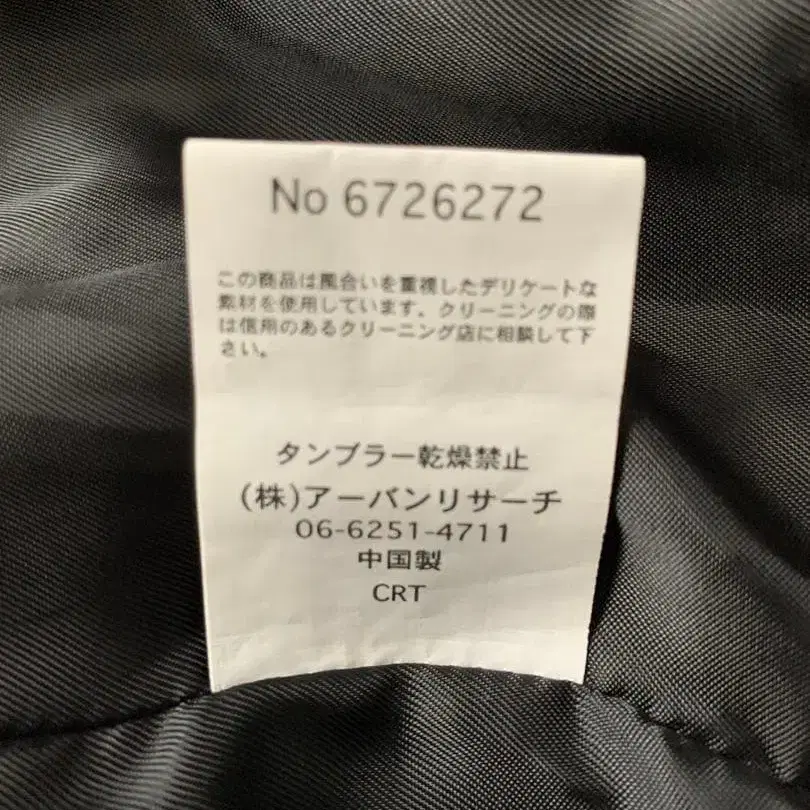 No 6726272
この商品は風合いを重視したデリケートな
素材を使用しています。クリーニングの際
は信用のあるクリーニング店に相談して下
さい。
タンブラー乾燥禁止
(株)アーバンリサーチ
06-6251-4711
中国製
CRT